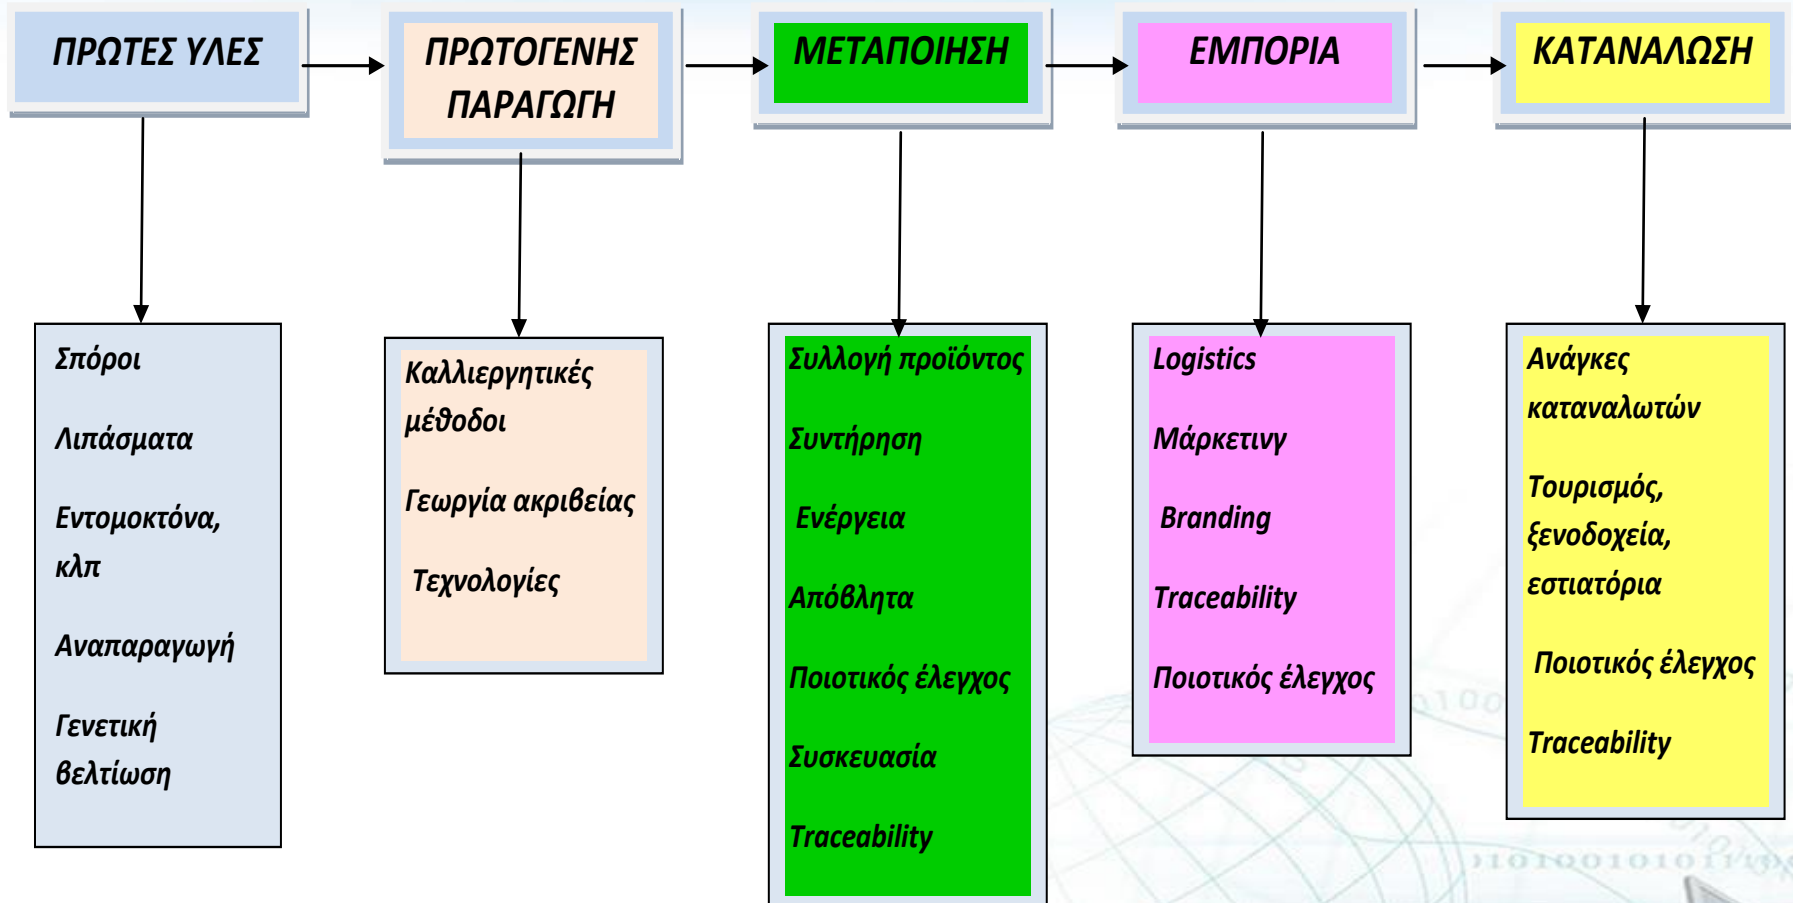 ΠΡΩΤΕΣ ΥΛΕΣ
ΠΡΩΤΟΓΕΝΗΣ
ΠΑΡΑΓΩΓΗ
ΜΕΤΑΠΟΙΗΣΗ
ΕΜΠΟΡΙΑ
ΚΑΤΑΝΑΛΩΣΗ
Σπόροι
Λιπάσματα
Εντομοκτόνα,
κλπ
Αναπαραγωγή
Γενετική
βελτίωση
Καλλιεργητικές
μέθοδοι
Γεωργία ακριβείας
Τεχνολογίες
Συλλογή προϊόντος
Συντήρηση
Ενέργεια
Απόβλητα
Ποιοτικός έλεγχος
Συσκευασία
Traceability
Logistics
Μάρκετινγ
Branding
Traceability
Ποιοτικός έλεγχος
Ανάγκες
καταναλωτών
Τουρισμός,
ξενοδοχεία,
εστιατόρια
Ποιοτικός έλεγχος
Traceability